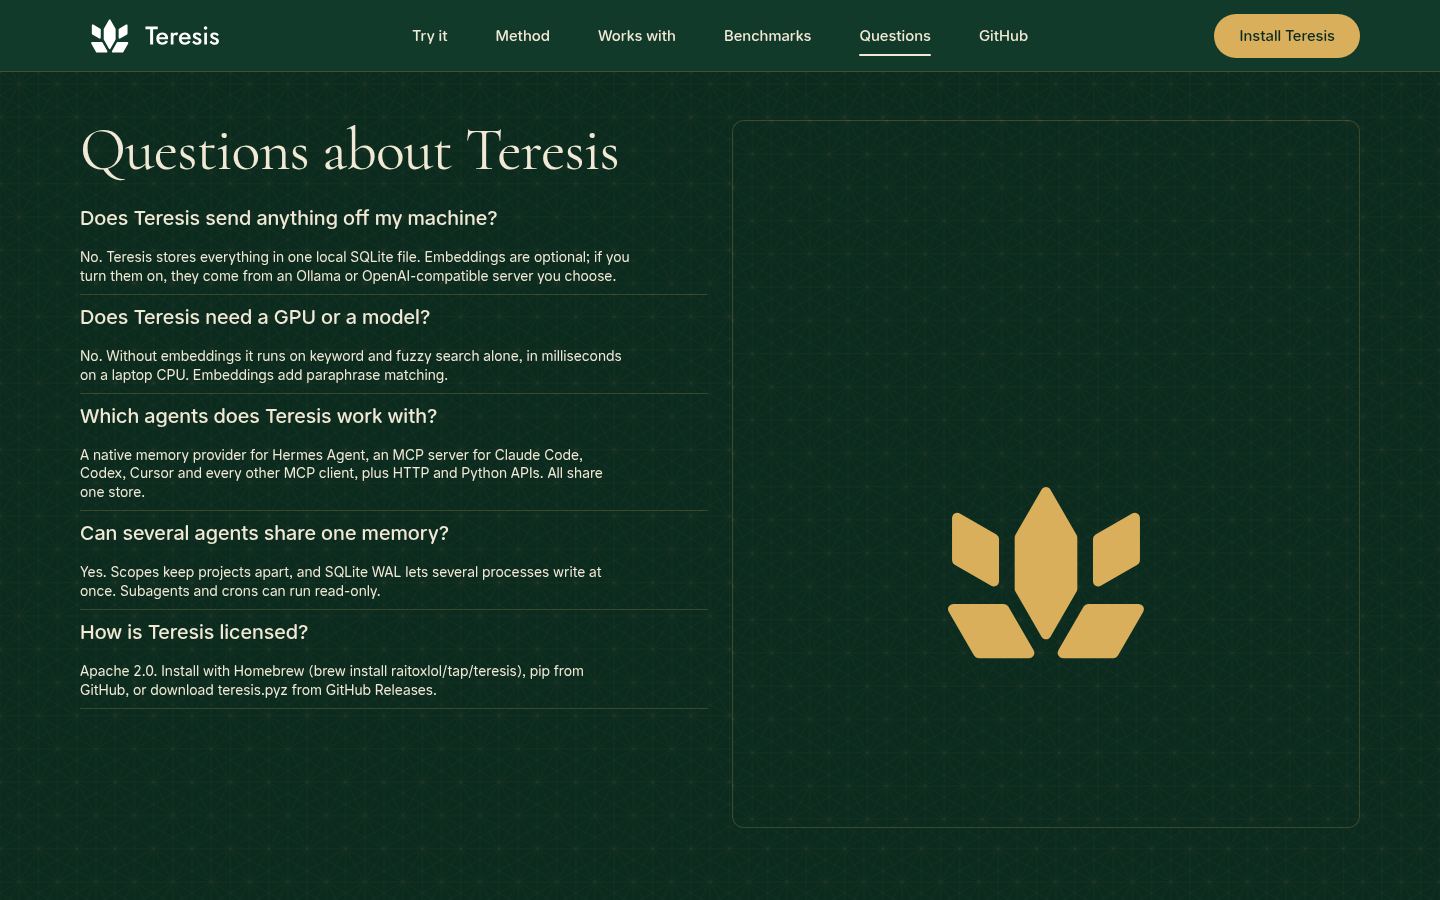 Teresis
Try it
Method
Works with
Benchmarks
Questions
GitHub
Install Teresis
Questions about Teresis
Does Teresis send anything off my machine?
No. Teresis stores everything in one local SQLite file. Embeddings are optional; if you
turn them on, they come from an Ollama or OpenAI-compatible server you choose.
Does Teresis need a GPU or a model?
No. Without embeddings it runs on keyword and fuzzy search alone, in milliseconds
on a laptop CPU. Embeddings add paraphrase matching.
Which agents does Teresis work with?
A native memory provider for Hermes Agent, an MCP server for Claude Code,
Codex, Cursor and every other MCP client, plus HTTP and Python APIs. All share
one store.
Can several agents share one memory?
Yes. Scopes keep projects apart, and SQLite WAL lets several processes write at
once. Subagents and crons can run read-only.
How is Teresis licensed?
Apache 2.0. Install with Homebrew (brew install raitoxlol/tap/teresis), pip from
GitHub, or download teresis.pyz from GitHub Releases.